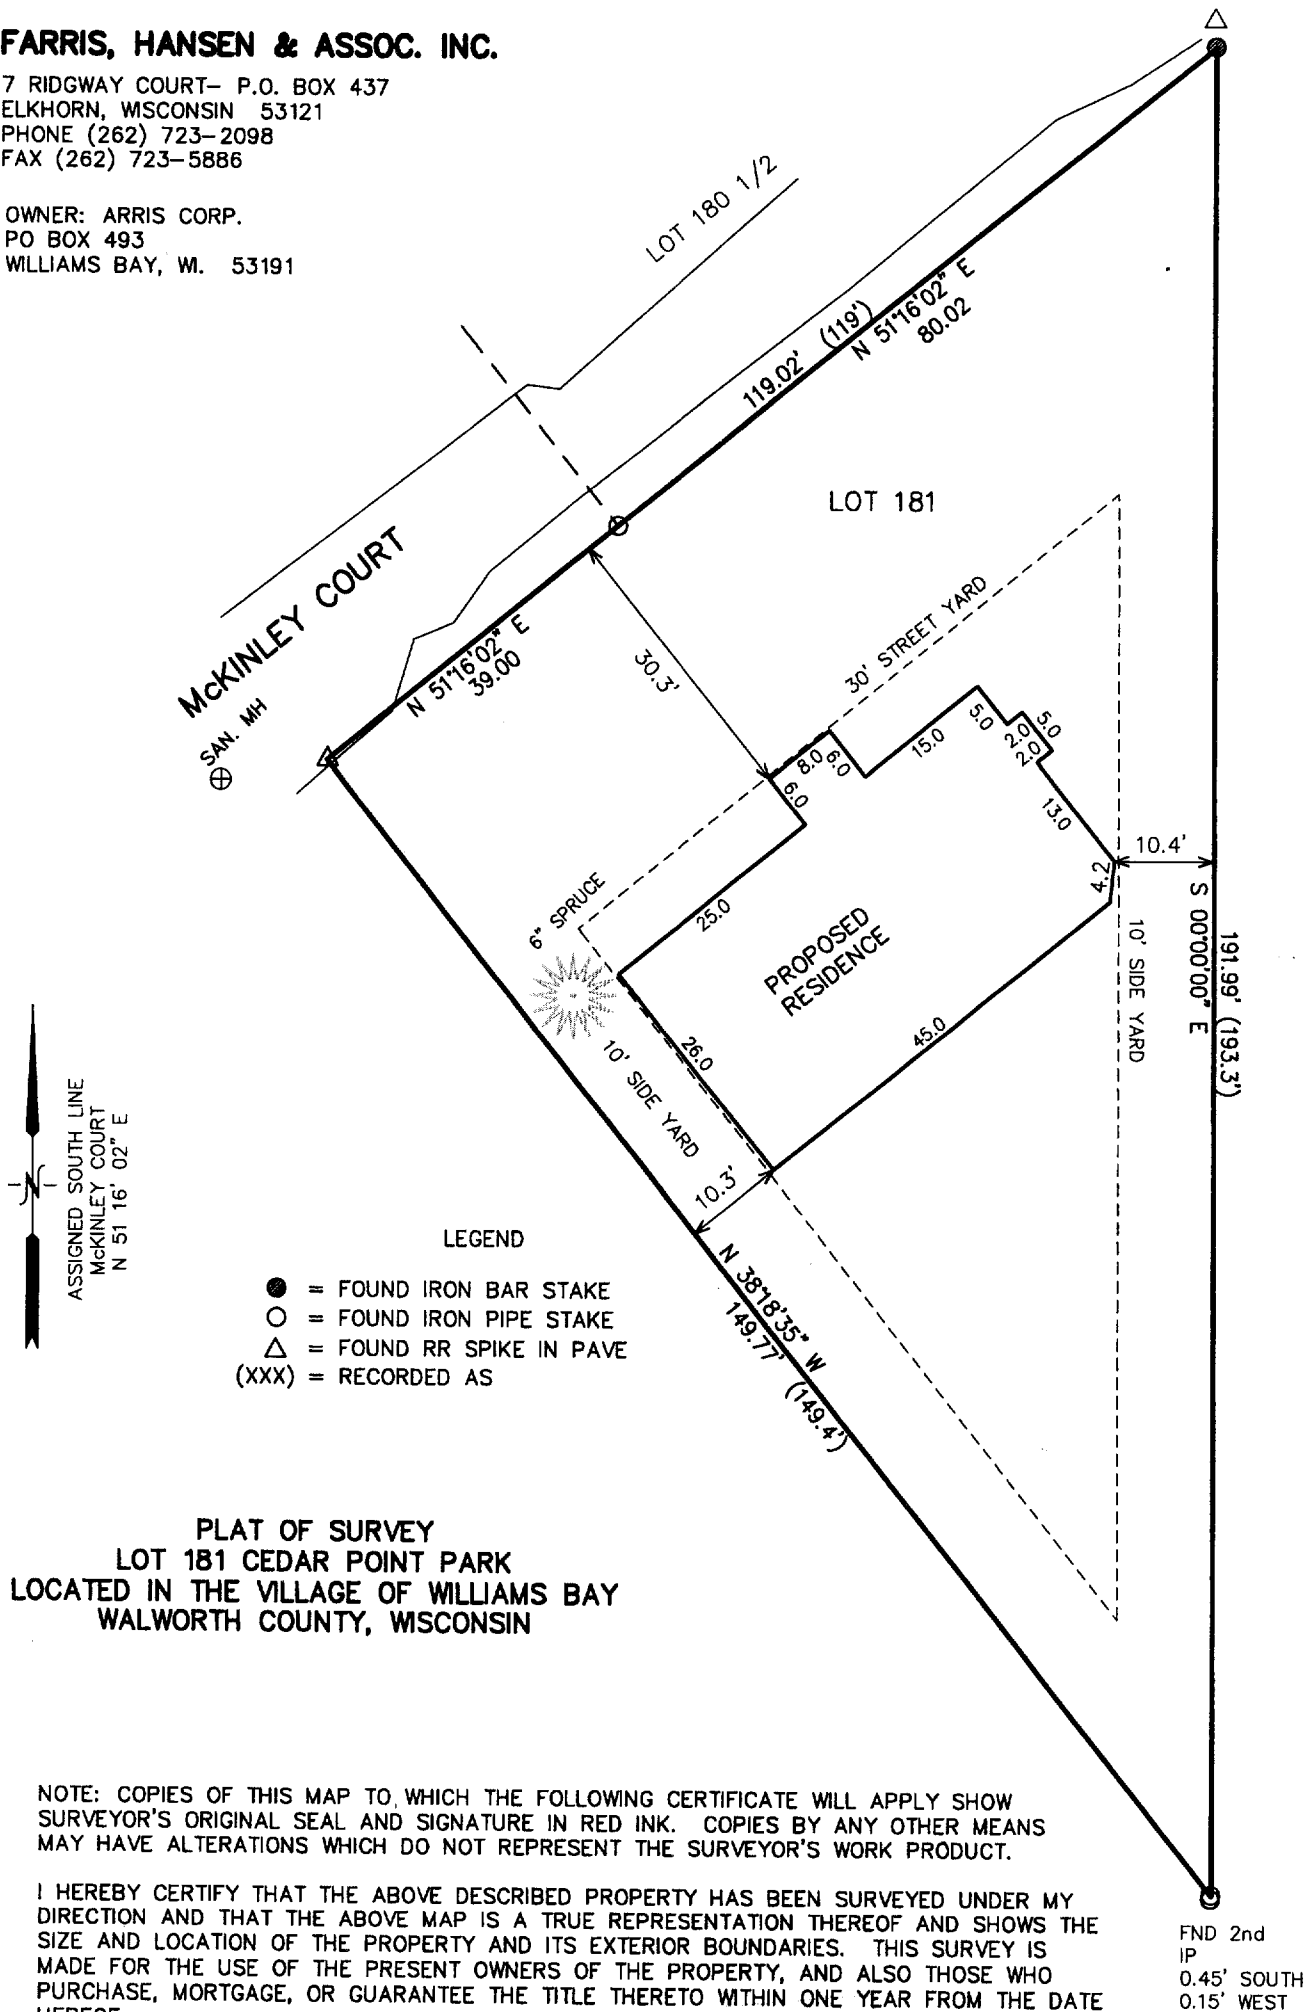 FARRIS, HANSEN & ASSOC. INC.
7 RIDGWAY COURT– P.O. BOX 437
ELKHORN, WISCONSIN 53121
PHONE (262) 723–2098
FAX (262) 723–5886
OWNER: ARRIS CORP.
PO BOX 493
WILLIAMS BAY, WI. 53191
LOT 180 1/2
119.02' (119')
N 51°16'02" E
80.02
LOT 181
McKINLEY COURT
SAN. MH
N 51°16'02" E
39.00
30.3'
30' STREET YARD
8.0
6.0
6.0
15.0
5.0
2.0
5.0
2.0
13.0
4.2
10.4'
25.0
6" SPRUCE
PROPOSED
RESIDENCE
26.0
45.0
10' SIDE YARD
10' SIDE YARD
S 00°00'00" E
191.99' (193.3')
10.3'
N 38°18'35" W
149.77' (149.4')
N
ASSIGNED SOUTH LINE
McKINLEY COURT
N 51 16' 02" E
LEGEND
= FOUND IRON BAR STAKE
= FOUND IRON PIPE STAKE
= FOUND RR SPIKE IN PAVE
(XXX) = RECORDED AS
PLAT OF SURVEY
LOT 181 CEDAR POINT PARK
LOCATED IN THE VILLAGE OF WILLIAMS BAY
WALWORTH COUNTY, WISCONSIN
NOTE: COPIES OF THIS MAP TO WHICH THE FOLLOWING CERTIFICATE WILL APPLY SHOW
SURVEYOR'S ORIGINAL SEAL AND SIGNATURE IN RED INK. COPIES BY ANY OTHER MEANS
MAY HAVE ALTERATIONS WHICH DO NOT REPRESENT THE SURVEYOR'S WORK PRODUCT.
I HEREBY CERTIFY THAT THE ABOVE DESCRIBED PROPERTY HAS BEEN SURVEYED UNDER MY
DIRECTION AND THAT THE ABOVE MAP IS A TRUE REPRESENTATION THEREOF AND SHOWS THE
SIZE AND LOCATION OF THE PROPERTY AND ITS EXTERIOR BOUNDARIES. THIS SURVEY IS
MADE FOR THE USE OF THE PRESENT OWNERS OF THE PROPERTY, AND ALSO THOSE WHO
PURCHASE, MORTGAGE, OR GUARANTEE THE TITLE THERETO WITHIN ONE YEAR FROM THE DATE
FND 2nd
IP
0.45' SOUTH
0.15' WEST